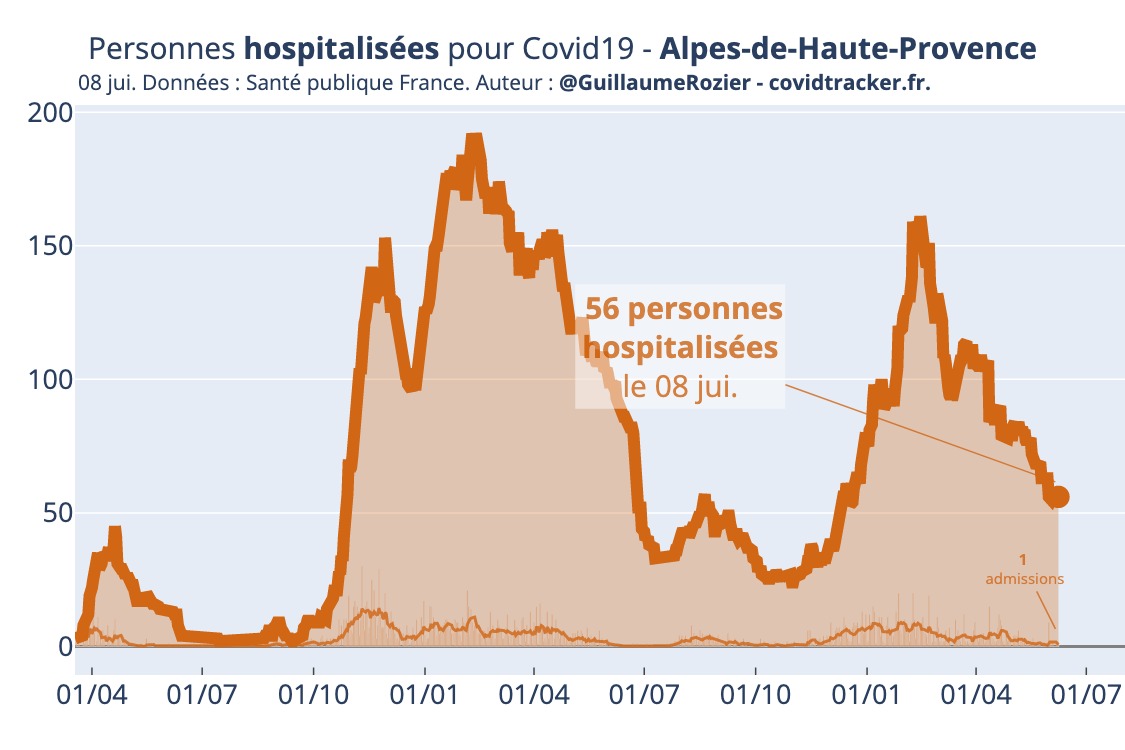 Personnes hospitalisées pour Covid19 - Alpes-de-Haute-Provence
08 jui. Données : Santé publique France. Auteur : @GuillaumeRozier - covidtracker.fr.
200
150
100
50
0
56 personnes
hospitalisées
le 08 jui.
1
admissions
01/04 01/07 01/10 01/01 01/04 01/07 01/10 01/01 01/04 01/07